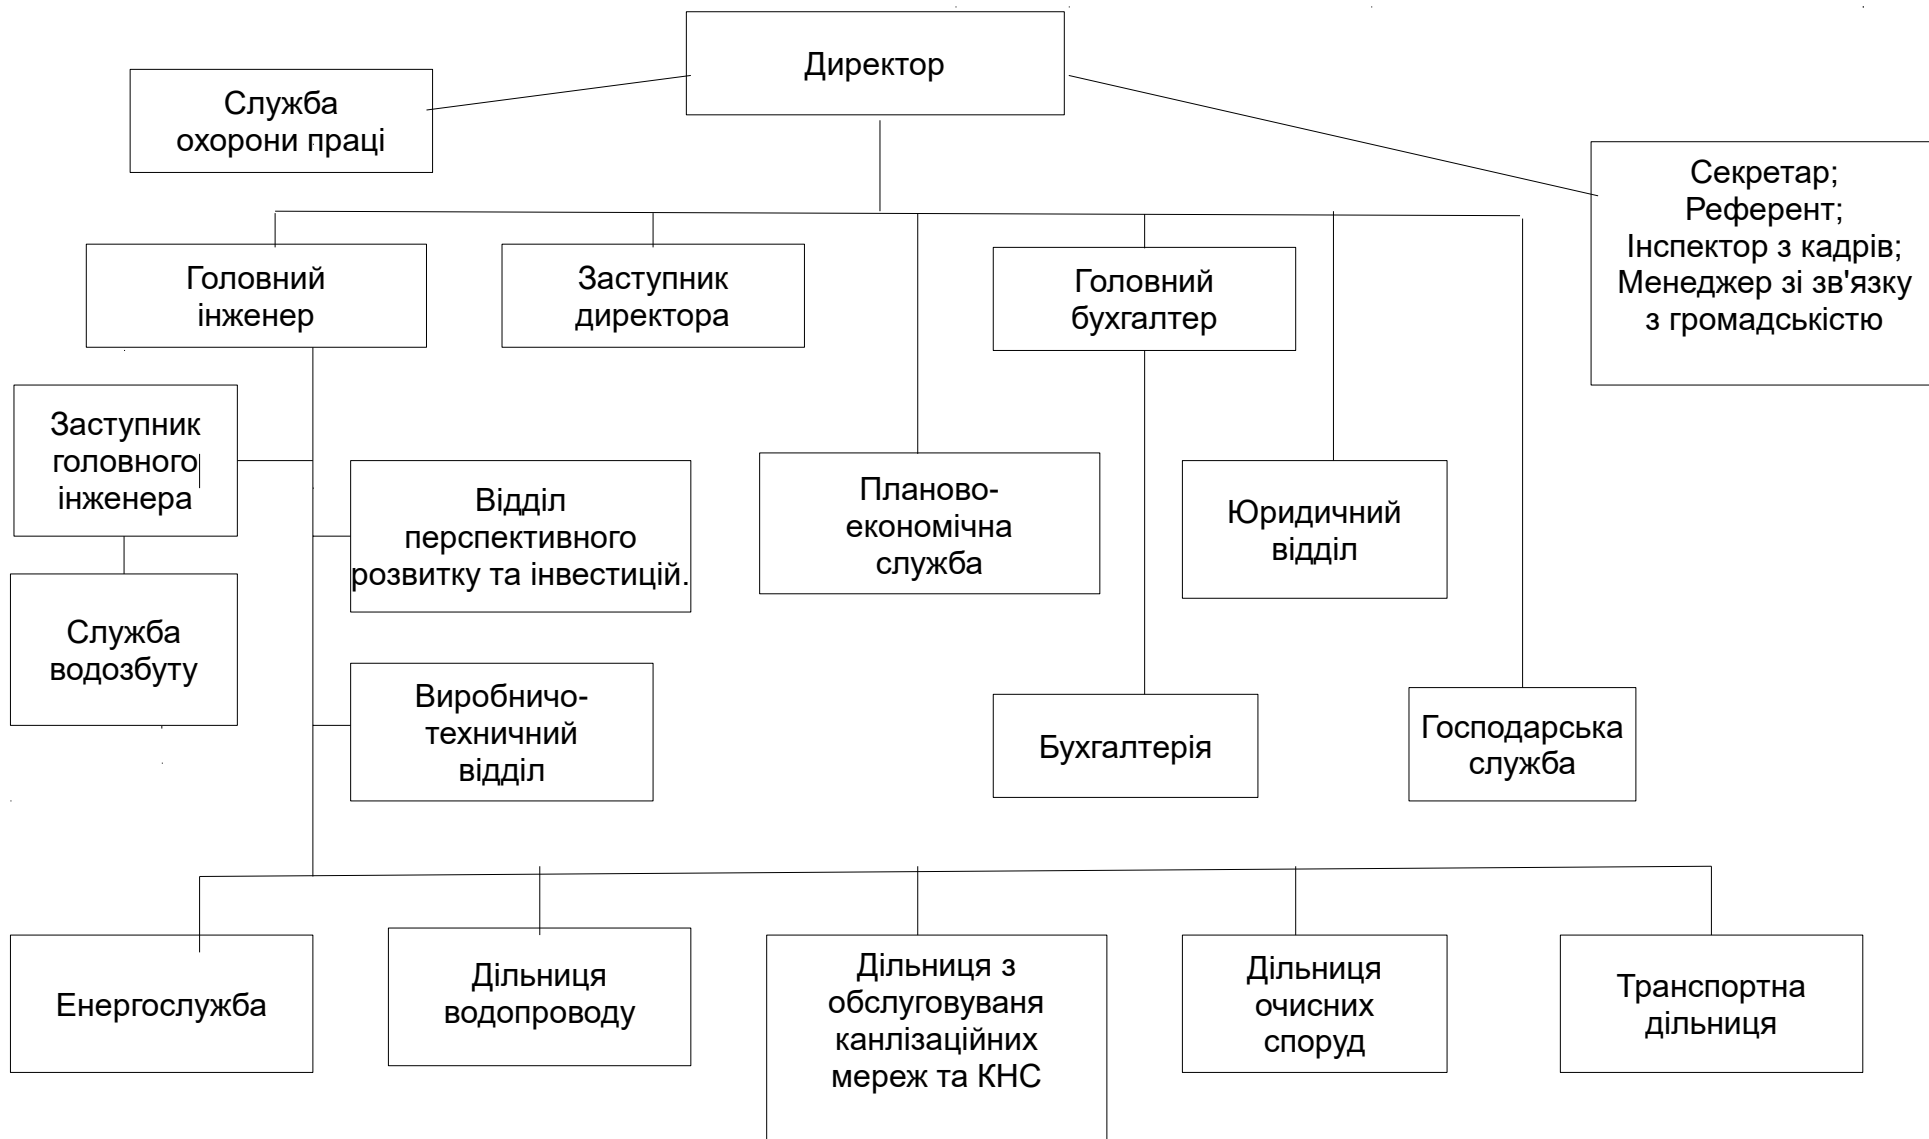 Директор
Служба
охорони праці
Секретар;
Референт;
Інспектор з кадрів;
Менеджер зі зв'язку
з громадськістю
Головний
інженер
Заступник
директора
Головний
бухгалтер
Заступник
головного
інженера
Відділ
перспективного
розвитку та інвестицій.
Планово-
економічна
служба
Юридичний
відділ
Служба
водозбуту
Виробничо-
техничний
відділ
Бухгалтерія
Господарська
служба
Енергослужба
Дільниця
водопроводу
Дільниця з
обслуговуваня
канлізаційних
мереж та КНС
Дільниця
очисних
споруд
Транспортна
дільниця